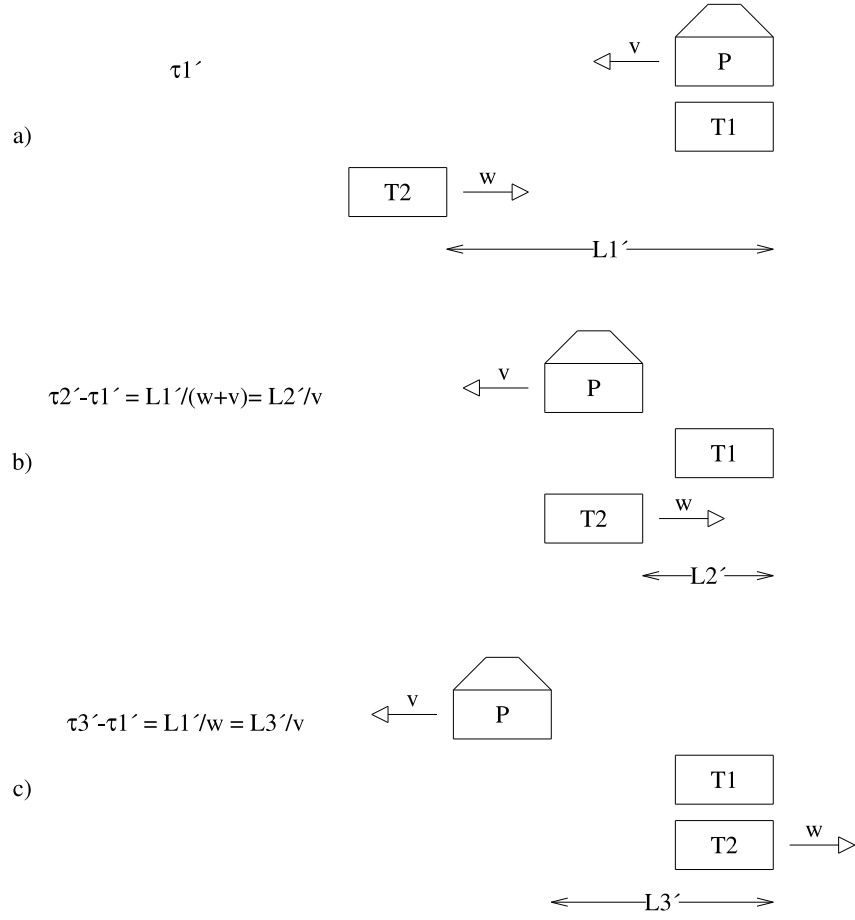 v
P
τ1´
T1
a)
w
T2
L1´
v
τ2´-τ1´ = L1´/(w+v)= L2´/v
P
T1
b)
w
T2
L2´
v
τ3´-τ1´ = L1´/w = L3´/v
P
T1
c)
w
T2
L3´